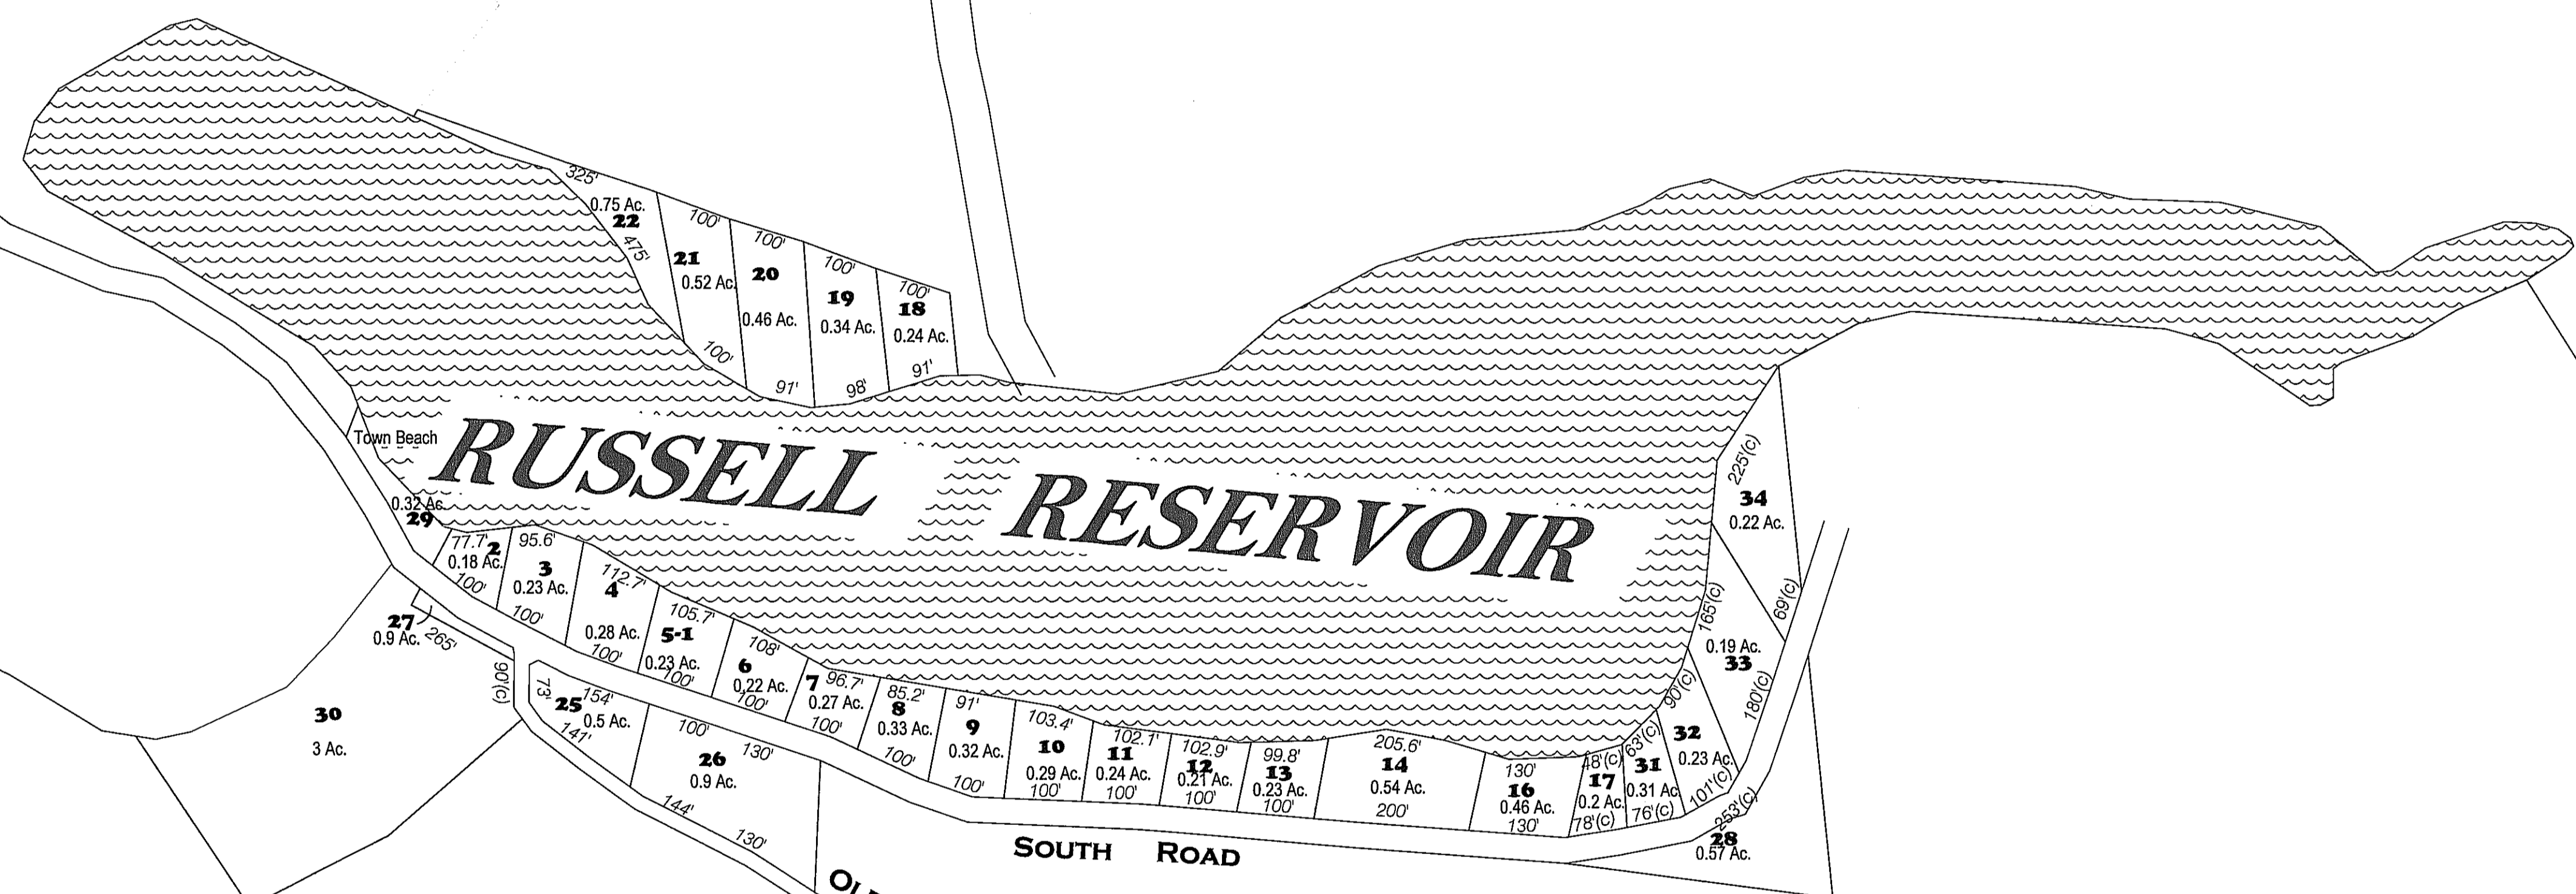 325'
0.75 Ac.
22
475'
100'
21
0.52 Ac.
100'
100'
20
0.46 Ac.
91'
100'
19
0.34 Ac.
98'
100'
18
0.24 Ac.
91'
Town Beach
0.32 Ac.
29
RUSSELL RESERVOIR
77.7'
2
0.18 Ac.
100'
95.6'
3
0.23 Ac.
100'
112.7'
4
0.28 Ac.
100'
105.7'
5-1
0.23 Ac.
100'
108'
6
0.22 Ac.
100'
7
96.7'
0.27 Ac.
100'
85.2'
8
0.33 Ac.
100'
91'
9
0.32 Ac.
100'
103.4'
10
0.29 Ac.
100'
102.1'
11
0.24 Ac.
100'
102.9'
12
0.21 Ac.
100'
99.8'
13
0.23 Ac.
100'
205.6'
14
0.54 Ac.
200'
130'
16
0.46 Ac.
130'
48'(c)
17
0.2 Ac.
78'(c)
63'(c)
31
0.31 Ac.
76'(c)
90'(c)
32
0.23 Ac.
101'(c)
165'(c)
0.19 Ac.
33
180'(c)
225'(c)
34
0.22 Ac.
69'(c)
253'(c)
28
0.57 Ac.
27
0.9 Ac.
265'
90'(c)
30
3 Ac.
73'
25
154'
0.5 Ac.
141'
100'
130'
26
0.9 Ac.
144'
130'
SOUTH ROAD